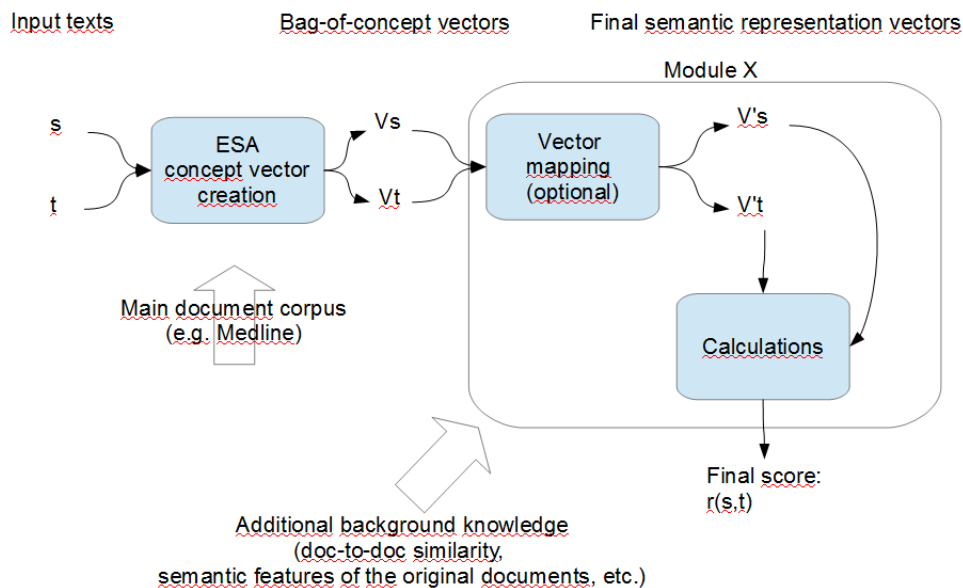 Input texts
Bag-of-concept vectors
Final semantic representation vectors
Module X
s
t
ESA
concept vector
creation
Vs
Vt
Vector
mapping
(optional)
V's
V't
Main document corpus
(e.g. Medline)
Calculations
Final score:
r(s,t)
Additional background knowledge
(doc-to-doc similarity,
semantic features of the original documents, etc.)